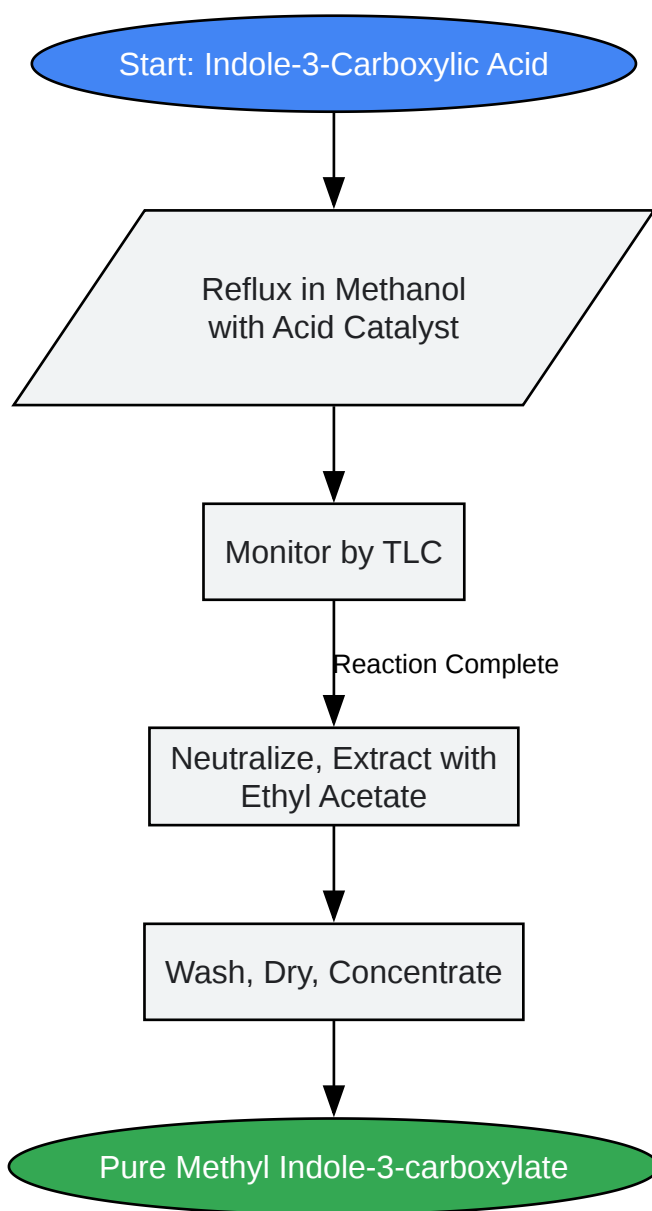 Start: Indole-3-Carboxylic Acid
Reflux in Methanol
with Acid Catalyst
Monitor by TLC
Reaction Complete
Neutralize, Extract with
Ethyl Acetate
Wash, Dry, Concentrate
Pure Methyl Indole-3-carboxylate